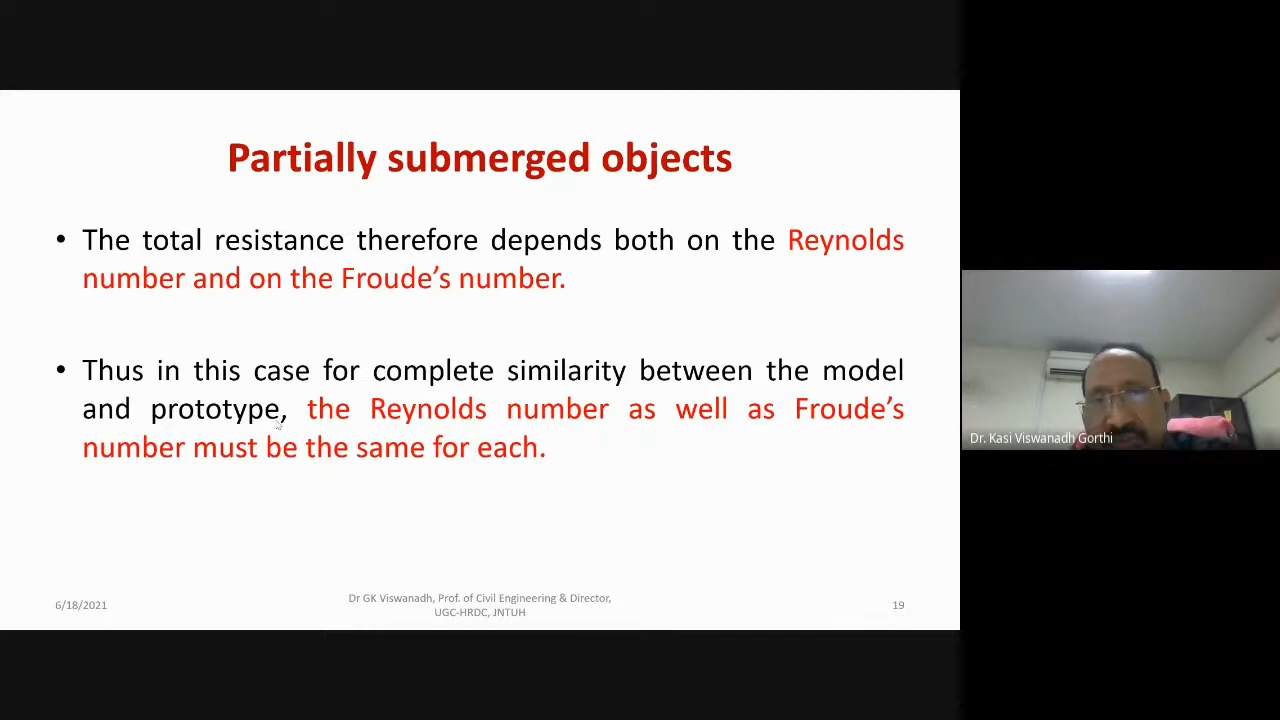 Partially submerged objects
• The total resistance therefore depends both on the Reynolds
number and on the Froude’s number.
• Thus in this case for complete similarity between the model
and prototype, the Reynolds number as well as Froude’s
number must be the same for each.
6/18/2021
Dr GK Viswanadh, Prof. of Civil Engineering & Director,
UGC-HRDC, JNTUH
19
Dr. Kasi Viswanadh Gorthi